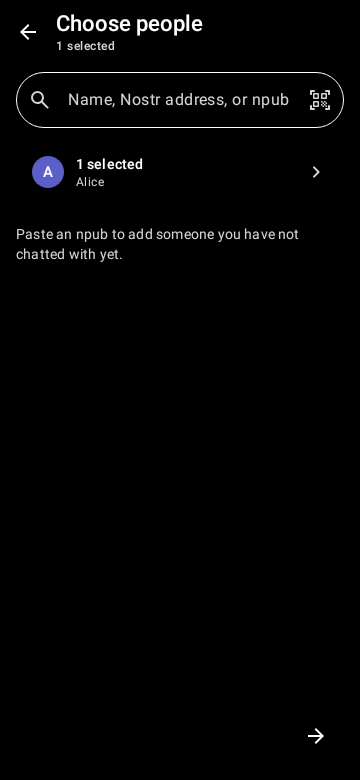 Choose people
1 selected
Name, Nostr address, or npub
A
1 selected
Alice
Paste an npub to add someone you have not
chatted with yet.